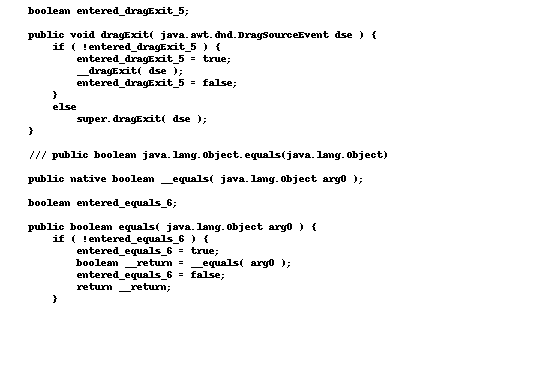 boolean entered_dragExit_5;

public void dragExit( java.awt.dnd.DragSourceEvent dse ) {
    if ( !entered_dragExit_5 ) {
        entered_dragExit_5 = true;
        __dragExit( dse );
        entered_dragExit_5 = false;
    }
    else
        super.dragExit( dse );
}

/// public boolean java.lang.Object.equals(java.lang.Object)

public native boolean __equals( java.lang.Object arg0 );

boolean entered_equals_6;

public boolean equals( java.lang.Object arg0 ) {
    if ( !entered_equals_6 ) {
        entered_equals_6 = true;
        boolean __return = __equals( arg0 );
        entered_equals_6 = false;
        return __return;
    }